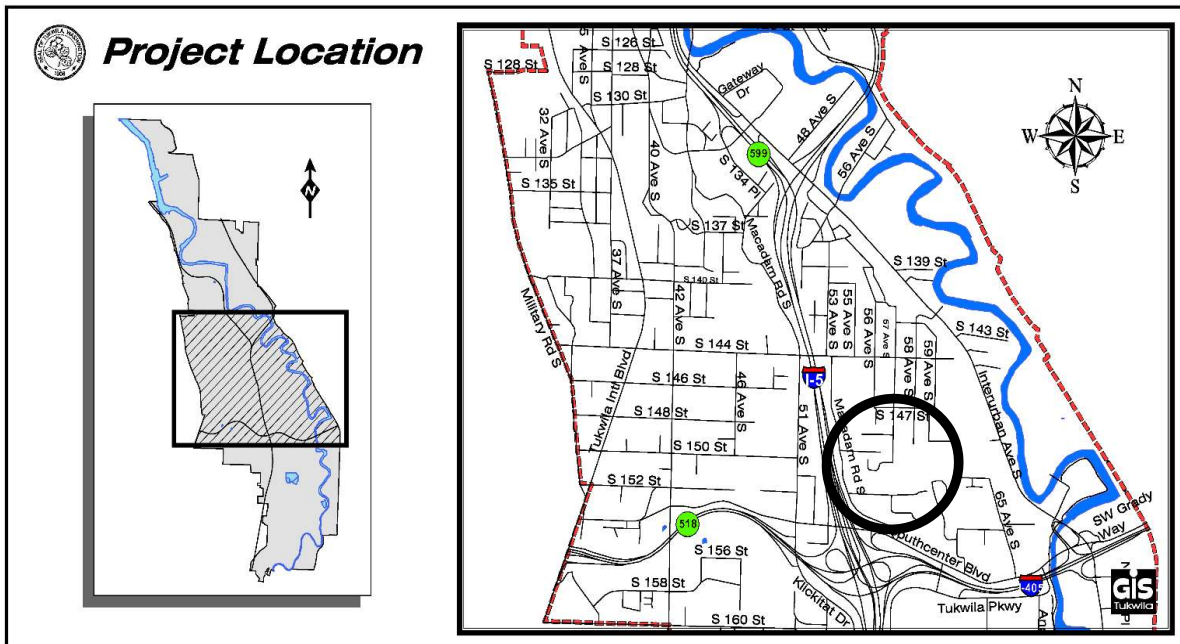 Project Location
N
S 126 St
S 128 St
S 128 St
S 130 St
Gateway Dr
32 Ave S
40 Ave S
48 Ave S
56 Ave S
599
S 134 Pl
N
W
E
S
S 135 St
S 137 St
Macadam Rd S
S 139 St
37 Ave S
S 140 St
Military Rd S
42 Ave S
53 Ave S
55 Ave S
56 Ave S
57 Ave S
58 Ave S
59 Ave S
S 143 St
S 144 St
Tukwila Intl Blvd
46 Ave S
I-5
Interurban Ave S
S 146 St
S 147 St
S 148 St
51 Ave S
Macadam Rd S
S 150 St
S 152 St
65 Ave S
SW Grady Way
518
S 156 St
Klickitat Dr
S 158 St
I-405
Tukwila Pkwy
S 160 St
GIS
Tukwila